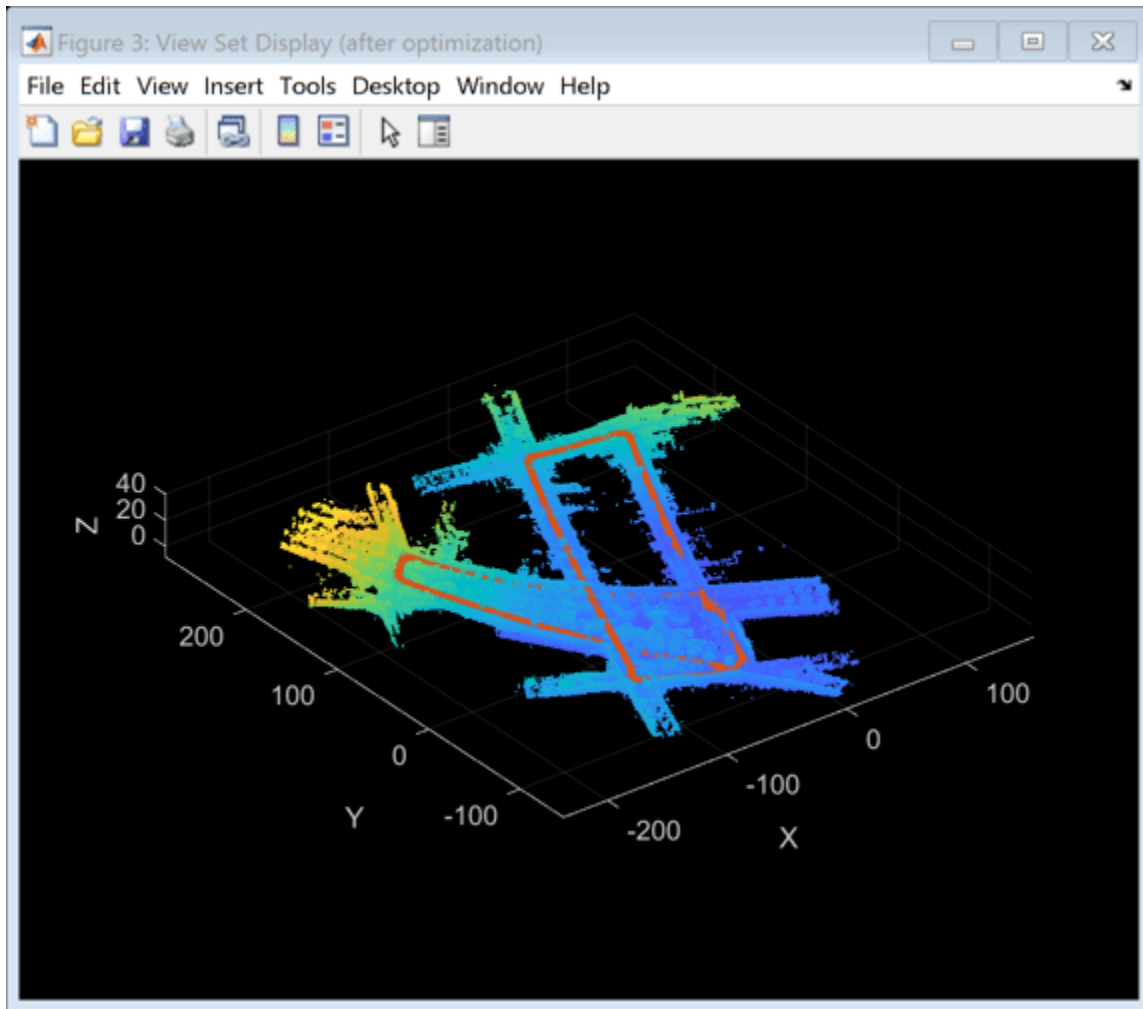 Figure 3: View Set Display (after optimization)
File Edit View Insert Tools Desktop Window Help
40
20
0
Z
200
100
0
-100
Y
100
0
-100
-200
X